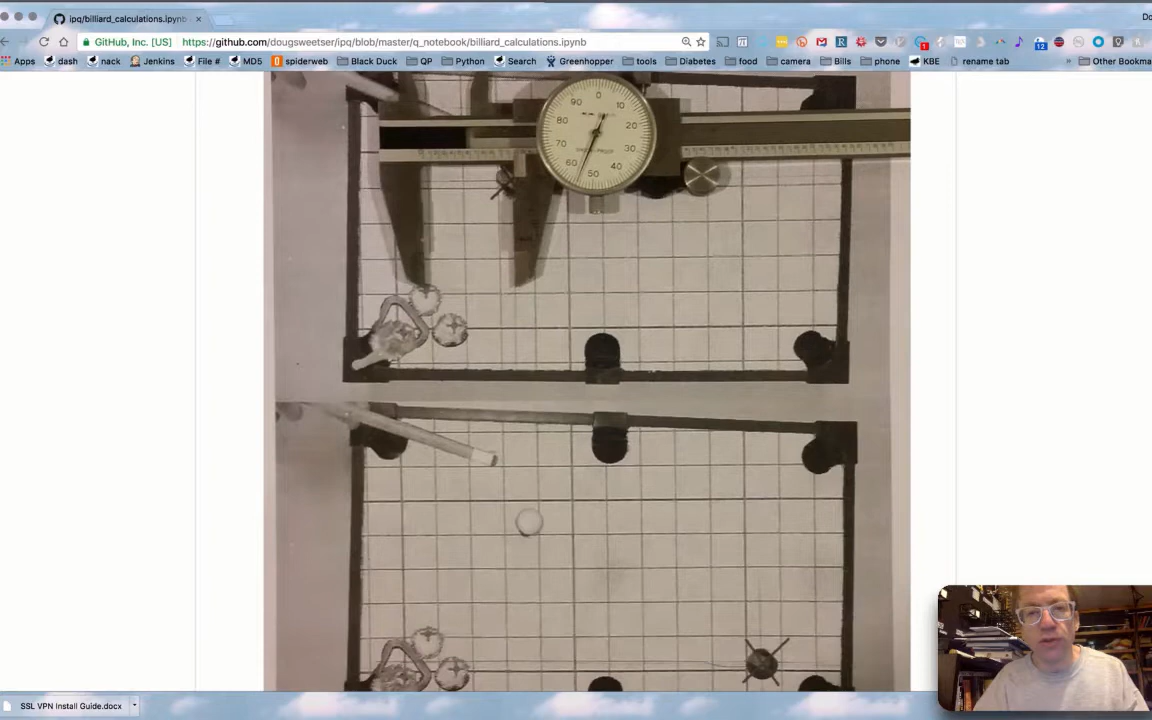 ipq/billiard_calculations.ipynb
Do
GitHub, Inc. [US] https://github.com/dougsweetser/ipq/blob/master/q_notebook/billiard_calculations.ipynb
Apps dash nack Jenkins File # MD5 spiderweb Black Duck QP Python Search Greenhopper tools Diabetes food camera Bills phone KBE rename tab » Other Bookma
0
90 10
80 20
70 30
60 40
50
SSL VPN Install Guide.docx